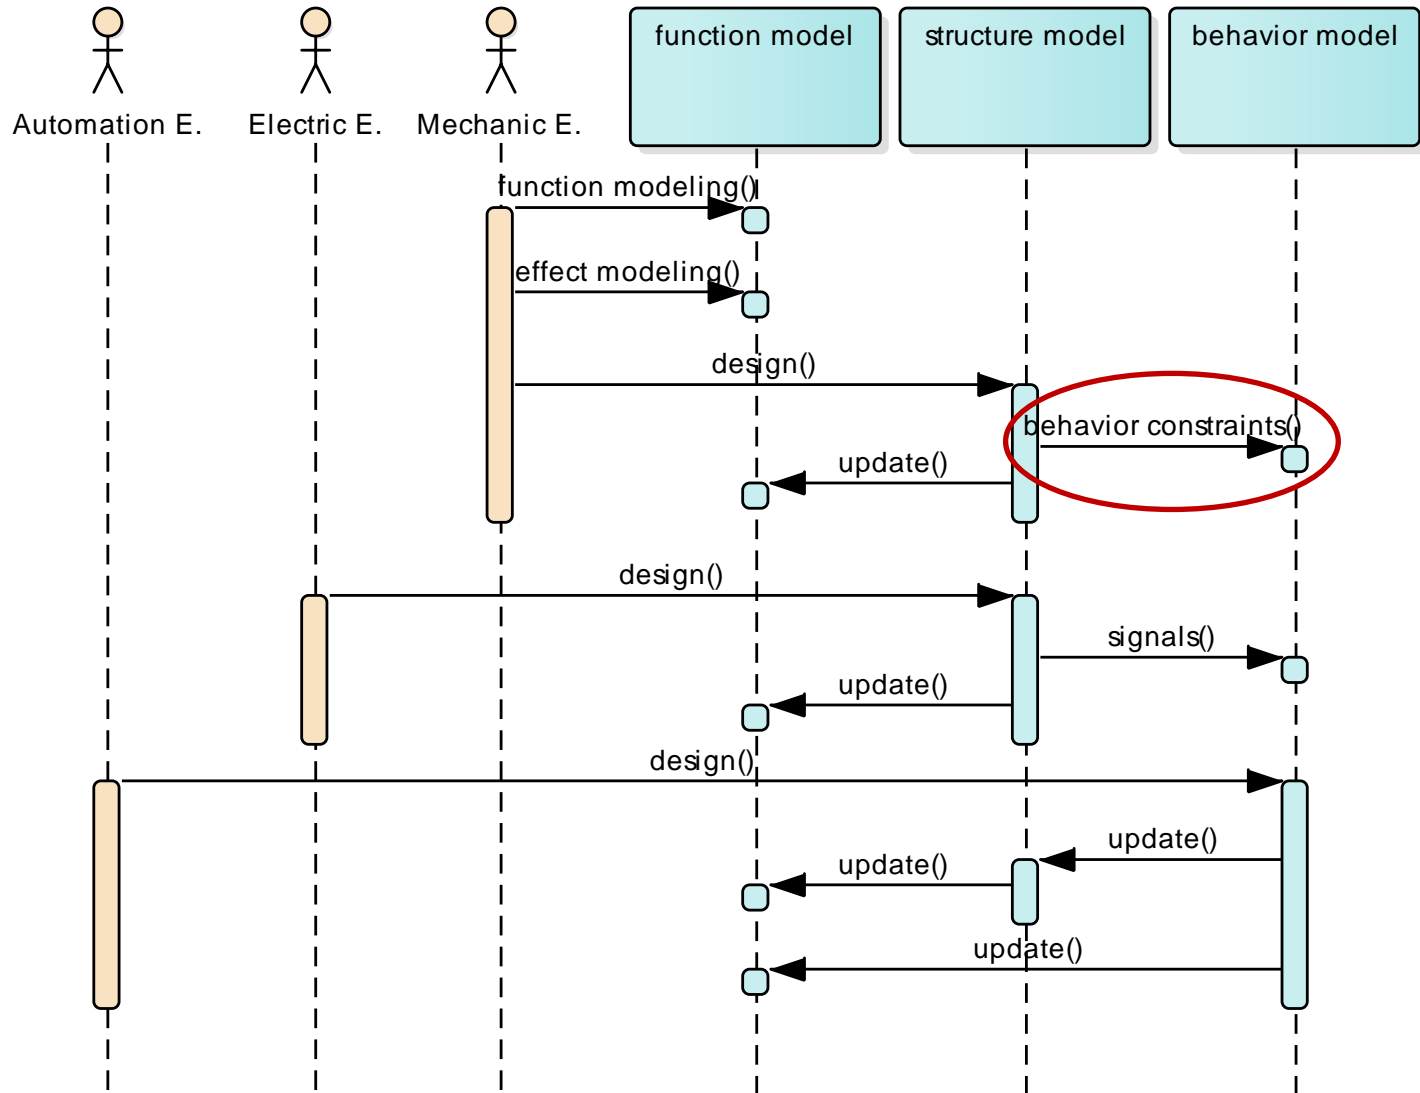 function model
structure model
behavior model
Automation E.
Electric E.
Mechanic E.
function modeling()
effect modeling()
design()
behavior constraints()
update()
design()
signals()
update()
design()
update()
update()
update()